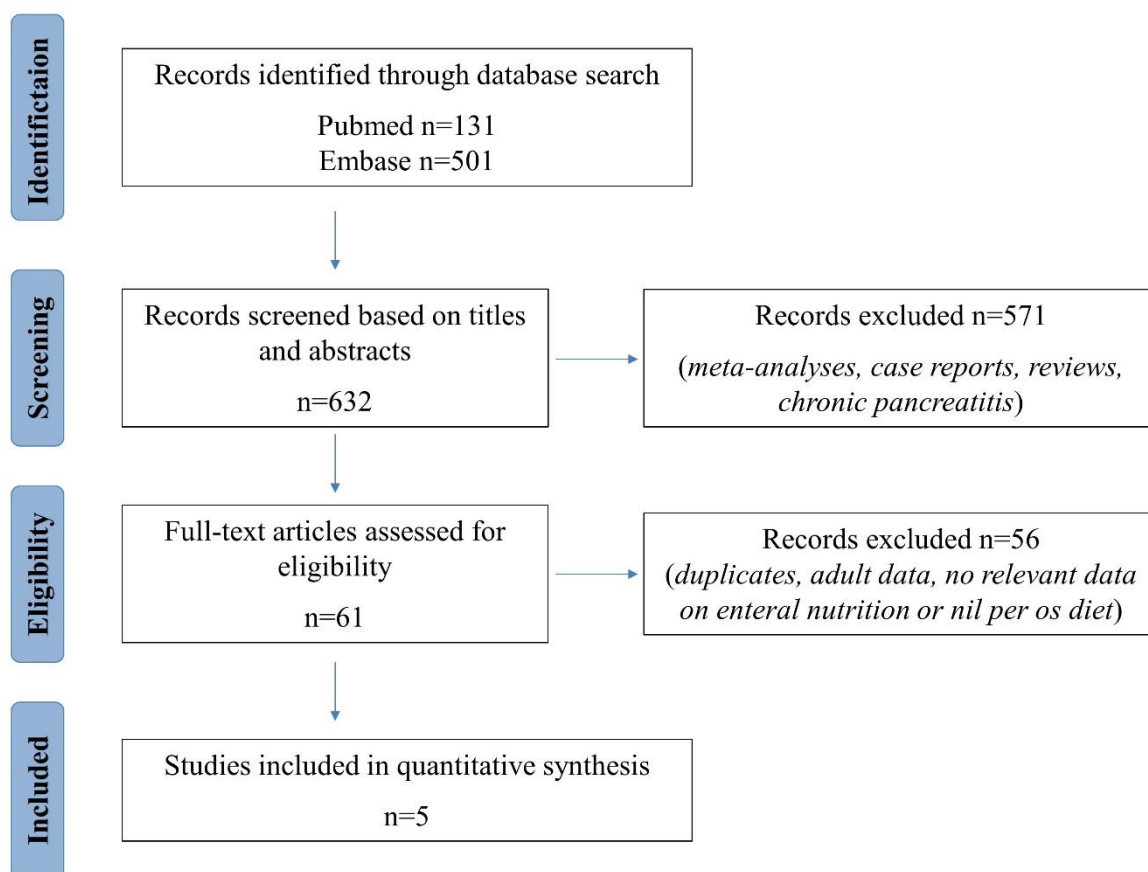 Identifictaion
Records identified through database search
Pubmed n=131
Embase n=501
Screening
Records screened based on titles
and abstracts
n=632
Records excluded n=571
(meta-analyses, case reports, reviews,
chronic pancreatitis)
Eligibility
Full-text articles assessed for
eligibility
n=61
Records excluded n=56
(duplicates, adult data, no relevant data
on enteral nutrition or nil per os diet)
Included
Studies included in quantitative synthesis
n=5